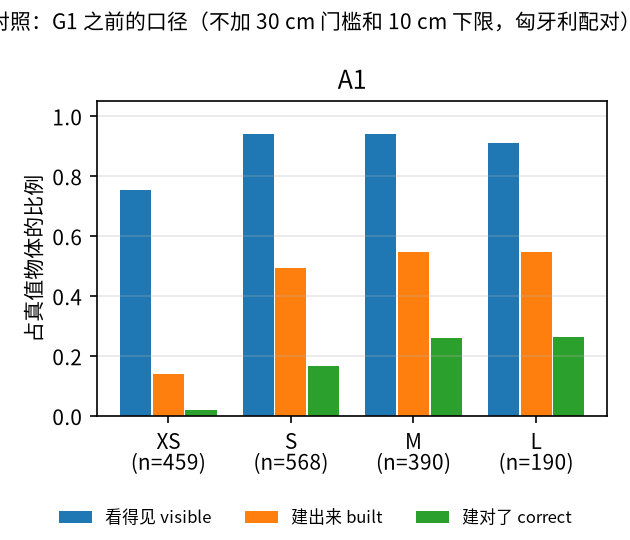 对照：G1 之前的口径（不加 30 cm 门槛和 10 cm 下限，匈牙利配对）
A1
占真值物体的比例
1.0
0.8
0.6
0.4
0.2
0.0
XS
(n=459)
S
(n=568)
M
(n=390)
L
(n=190)
看得见 visible
建出来 built
建对了 correct